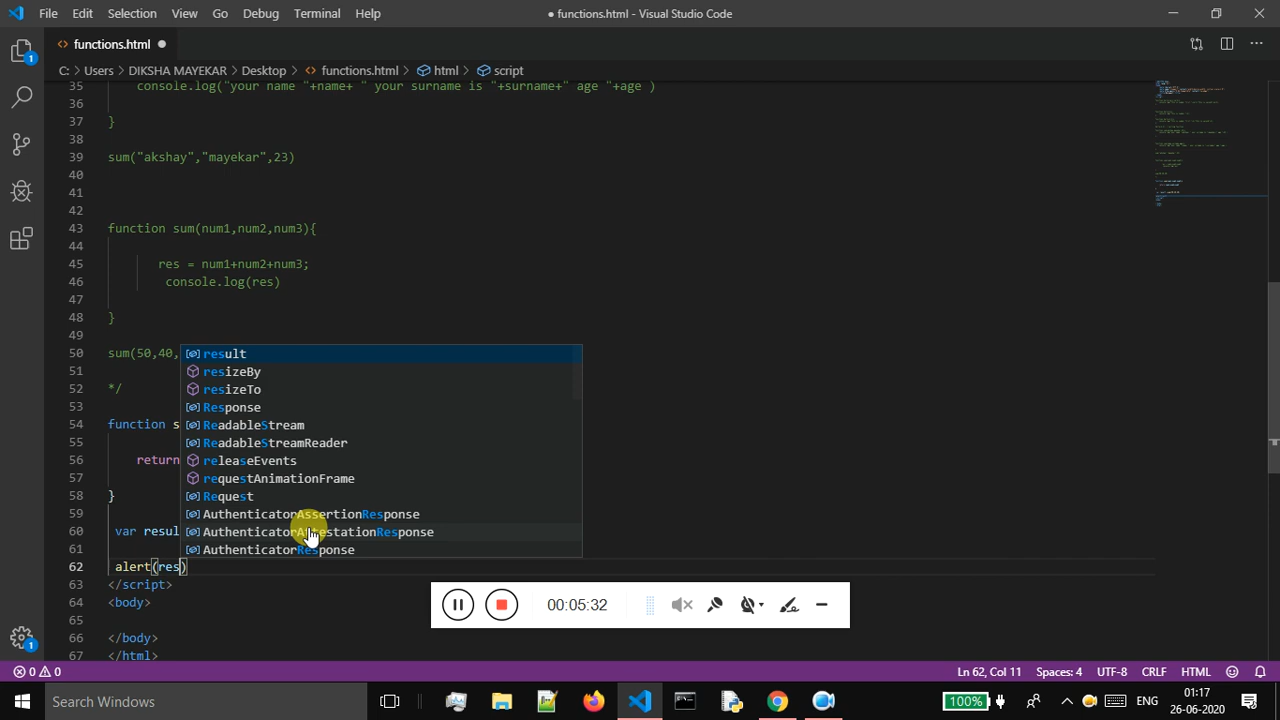 File Edit Selection View Go Debug Terminal Help
● functions.html - Visual Studio Code
functions.html ●
C: > Users > DIKSHA MAYEKAR > Desktop > functions.html > html > script
35 console.log("your name "+name+ " your surname is "+surname+" age "+age )
36
37 }
38
39 sum("akshay","mayekar",23)
40
41
42
43 function sum(num1,num2,num3){
44
45 res = num1+num2+num3;
46 console.log(res)
47
48 }
49
50 sum(50,40,
51
52 */
53
54 function s
55
56 return
57
58 }
59
60 var resul
61
62 alert(res)
63 </script>
64 <body>
65
66 </body>
67 </html>
result
resizeBy
resizeTo
Response
ReadableStream
ReadableStreamReader
releaseEvents
requestAnimationFrame
Request
AuthenticatorAssertionResponse
AuthenticatorAttestationResponse
AuthenticatorResponse
00:05:32
0 0
Ln 62, Col 11 Spaces: 4 UTF-8 CRLF HTML
Search Windows
100% ENG
01:17
26-06-2020